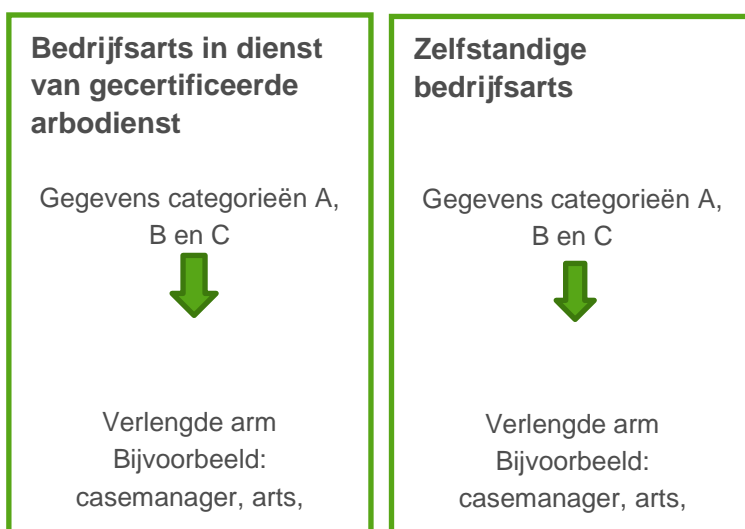 Bedrijfsarts in dienst
van gecertificeerde
arbodienst
Gegevens categorieën A,
B en C
Verlengde arm
Bijvoorbeeld:
casemanager, arts,
Zelfstandige
bedrijfsarts
Gegevens categorieën A,
B en C
Verlengde arm
Bijvoorbeeld:
casemanager, arts,